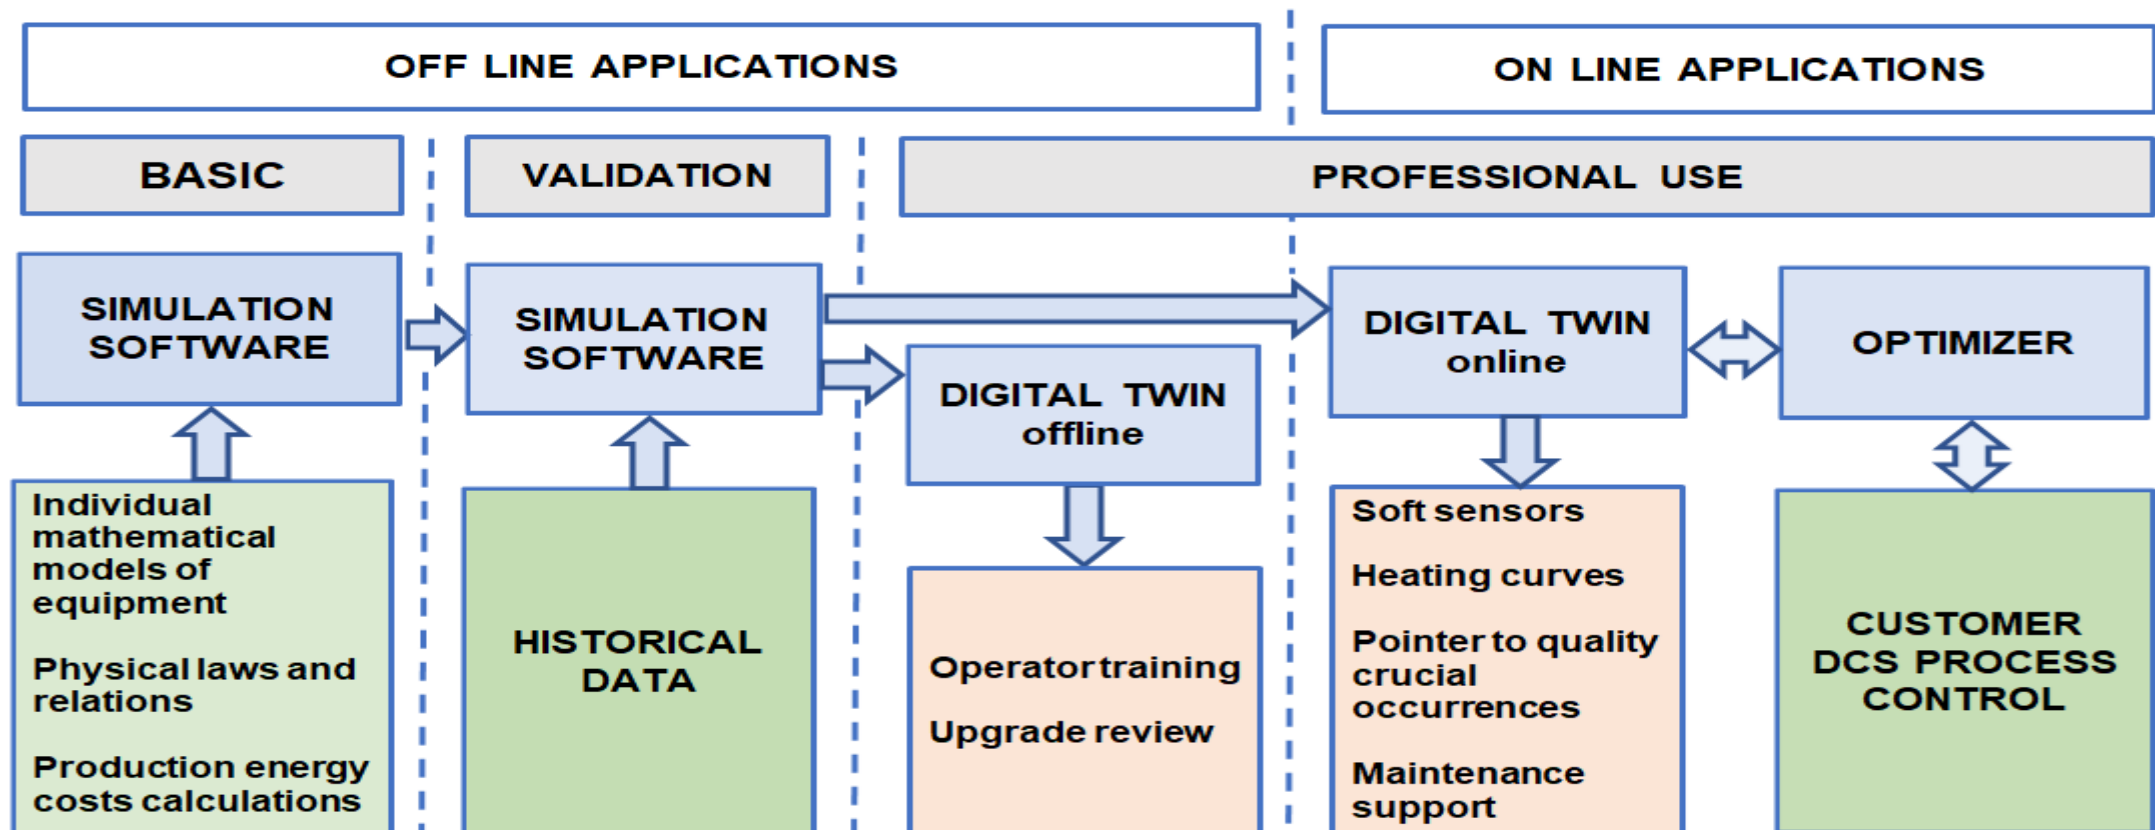 OFF LINE APPLICATIONS
ON LINE APPLICATIONS
BASIC
VALIDATION
PROFESSIONAL USE
SIMULATION
SOFTWARE
SIMULATION
SOFTWARE
DIGITAL TWIN
offline
DIGITAL TWIN
online
OPTIMIZER
Individual
mathematical
models of
equipment
Physical laws and
relations
Production energy
costs calculations
HISTORICAL
DATA
Operator training
Upgrade review
Soft sensors
Heating curves
Pointer to quality
crucial
occurrences
Maintenance
support
CUSTOMER
DCS PROCESS
CONTROL